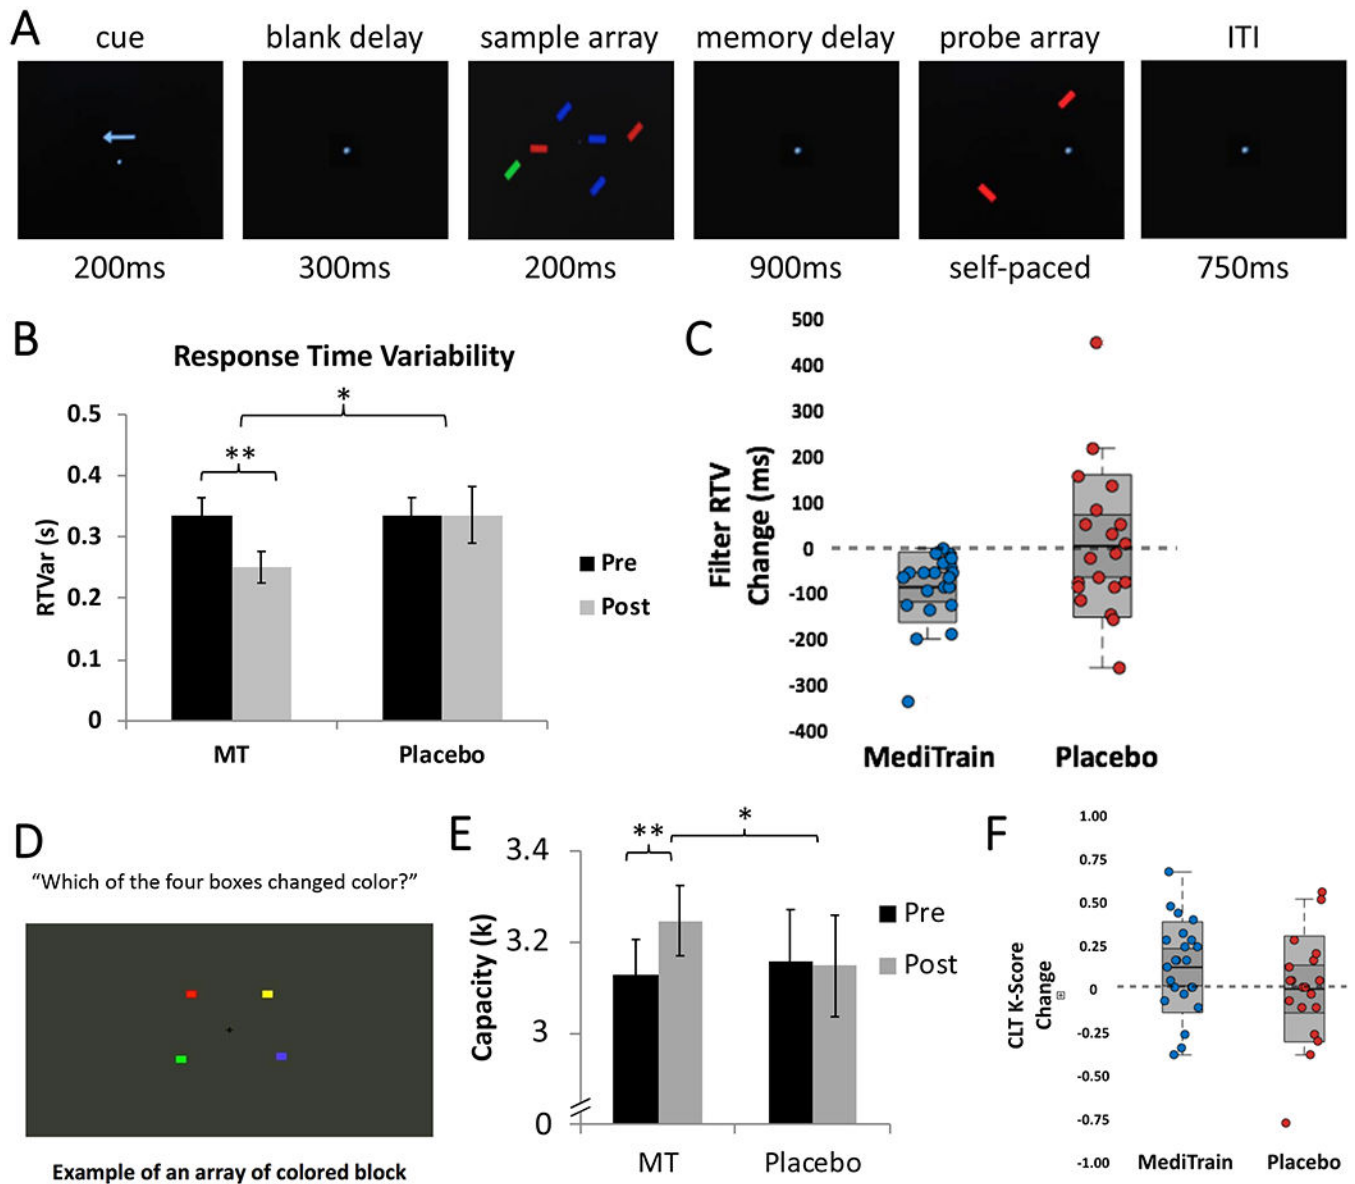 A
cue blank delay sample array memory delay probe array ITI
200ms 300ms 200ms 900ms self-paced 750ms
B
Response Time Variability
*
**
0.5
0.4
0.3
0.2
0.1
0
RTVar (s)
MT Placebo
Pre
Post
C
500
400
300
200
100
0
-100
-200
-300
-400
Filter RTV
Change (ms)
MediTrain Placebo
D
“Which of the four boxes changed color?”
Example of an array of colored block
E
** *
3.4
3.2
3
0
Capacity (k)
MT Placebo
Pre
Post
F
1.00
0.75
0.50
0.25
0
-0.25
-0.50
-0.75
-1.00
CLT K-Score
Change
MediTrain Placebo